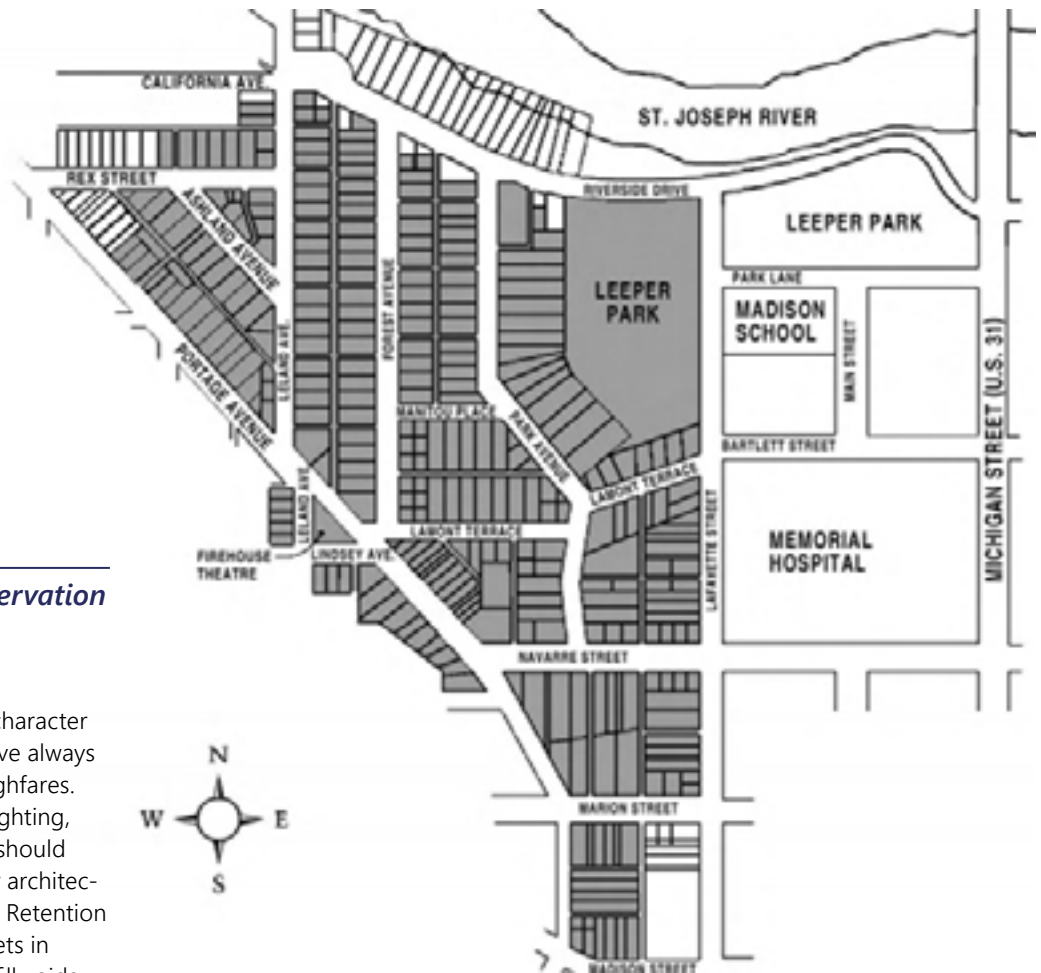 CALIFORNIA AVE.
ST. JOSEPH RIVER
REX STREET
ASHLAND AVENUE
RIVERSIDE DRIVE
LEEPER PARK
LEEPER
PARK
PARK LANE
MADISON
SCHOOL
MAIN STREET
MICHIGAN STREET (U.S. 31)
FOREST AVENUE
LELAND AVE.
PORTAGE AVENUE
MANITOU PLACE
PARK AVENUE
BARTLETT STREET
LAMONT TERRACE
LELAND AVE.
LAMONT TERRACE
LAFAYETTE STREET
MEMORIAL
HOSPITAL
FIREHOUSE
THEATRE
LINDSEY AVE.
NAVARRE STREET
MARION STREET
MADISON STREET
N
W E
S
ervation
character
ve always
ghfares.
ghting,
should
architec-
Retention
ets in